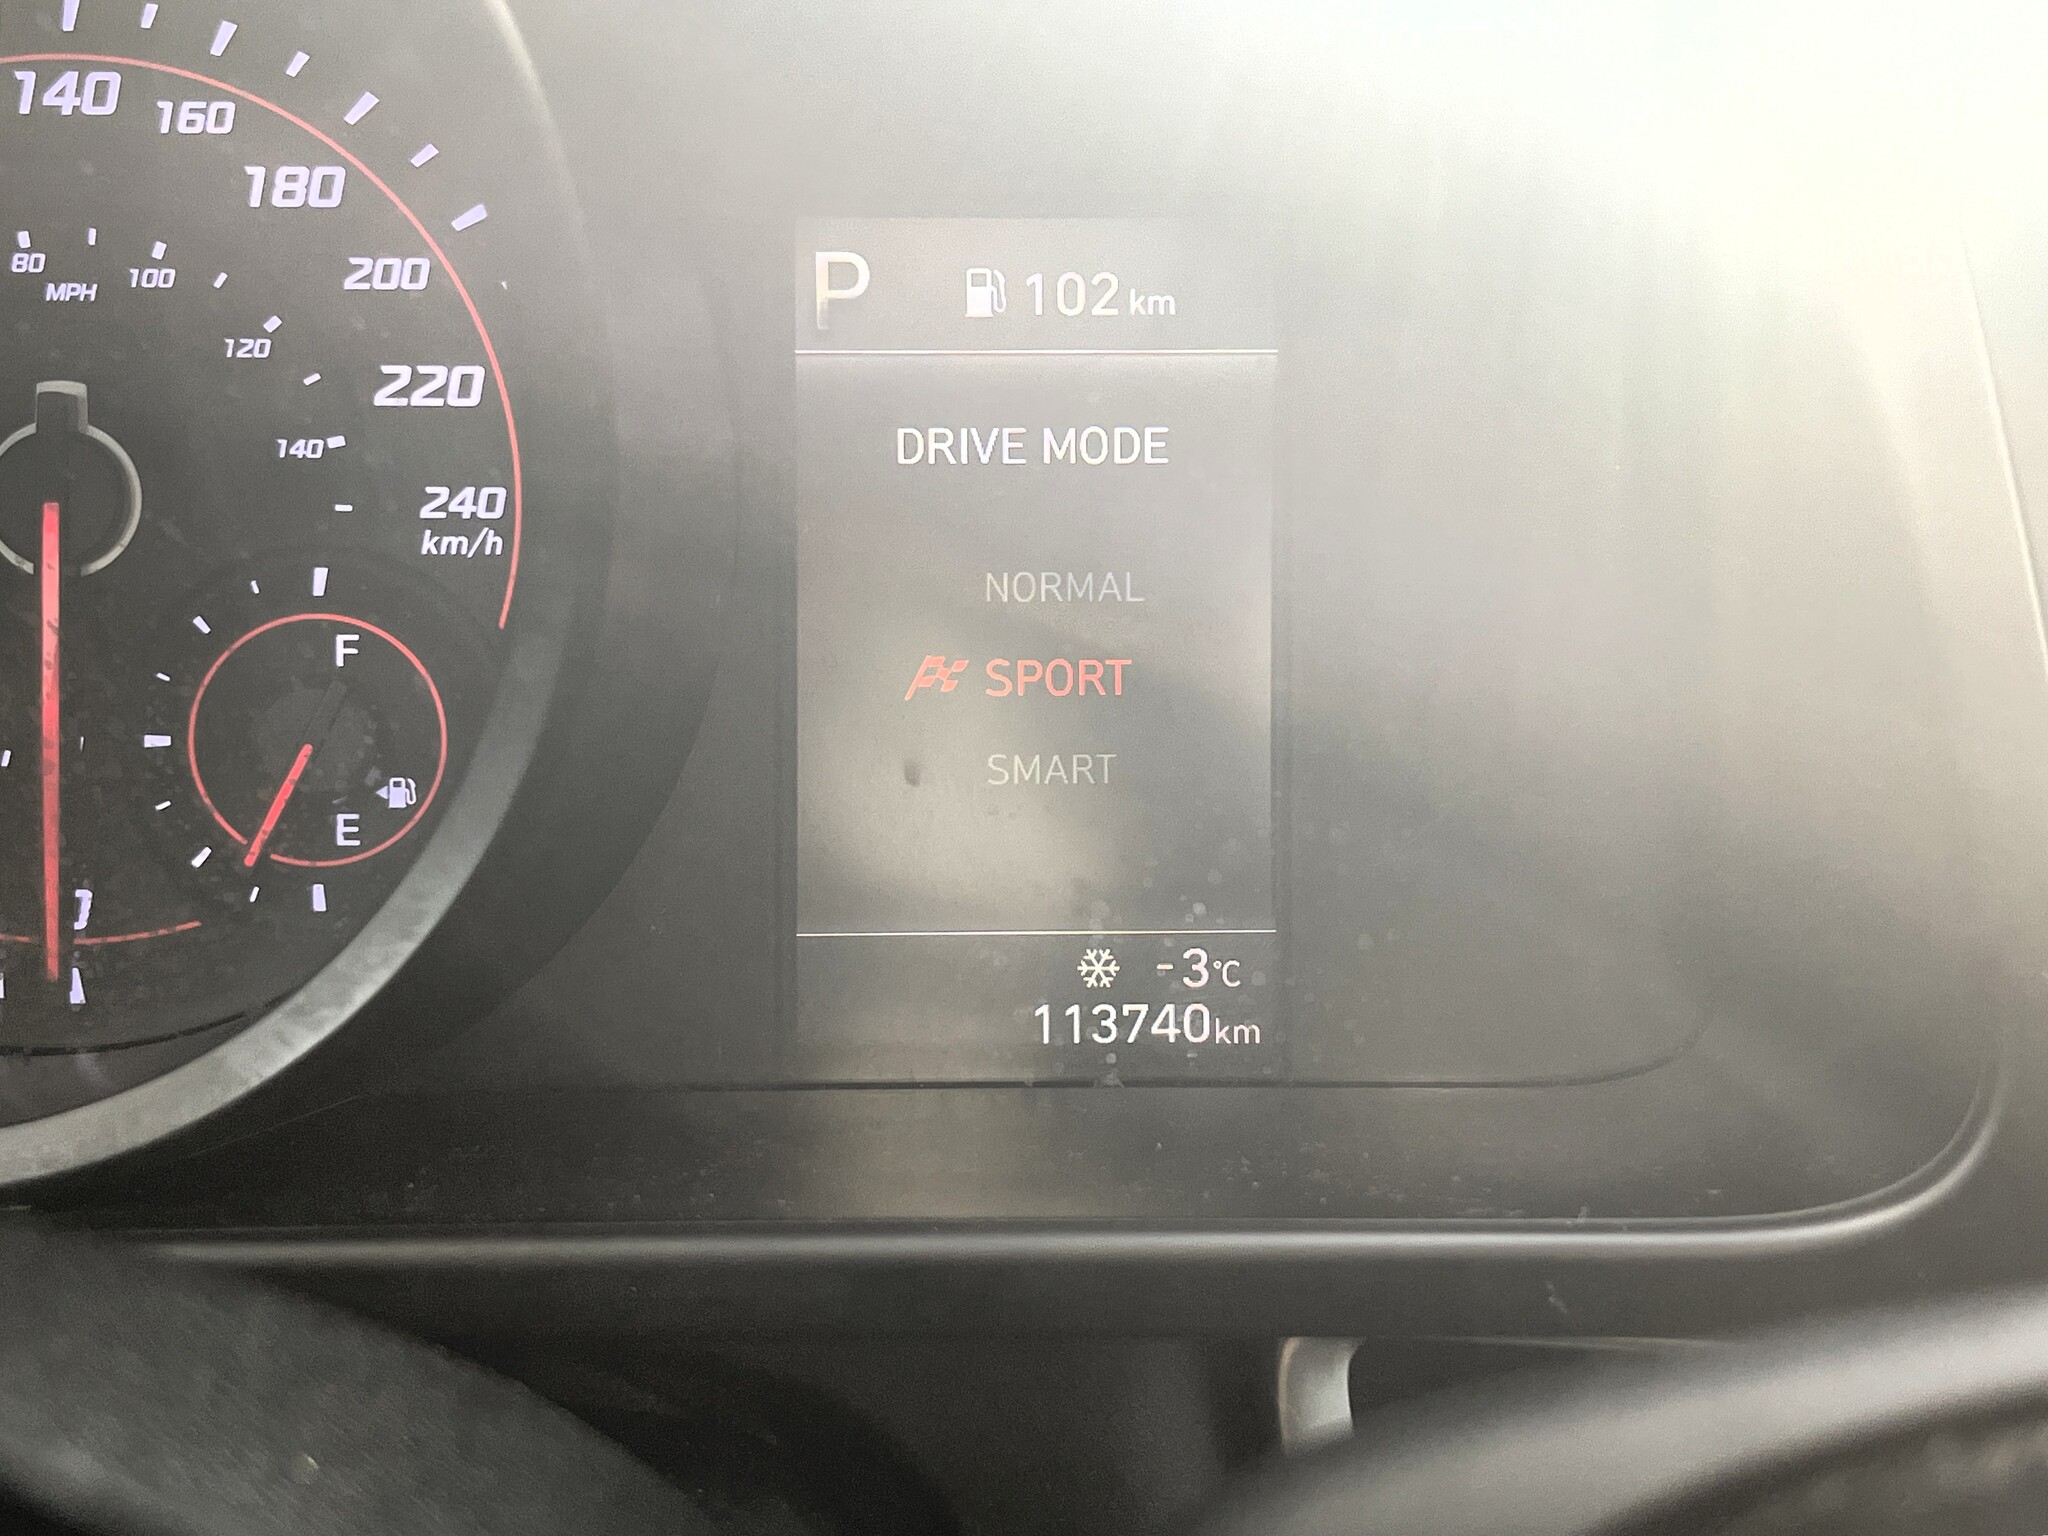 140
160
180
200
220
240
km/h
80
MPH
100
120
140
F
E
P 102 km
DRIVE MODE
NORMAL
SPORT
SMART
-3°C
113740km